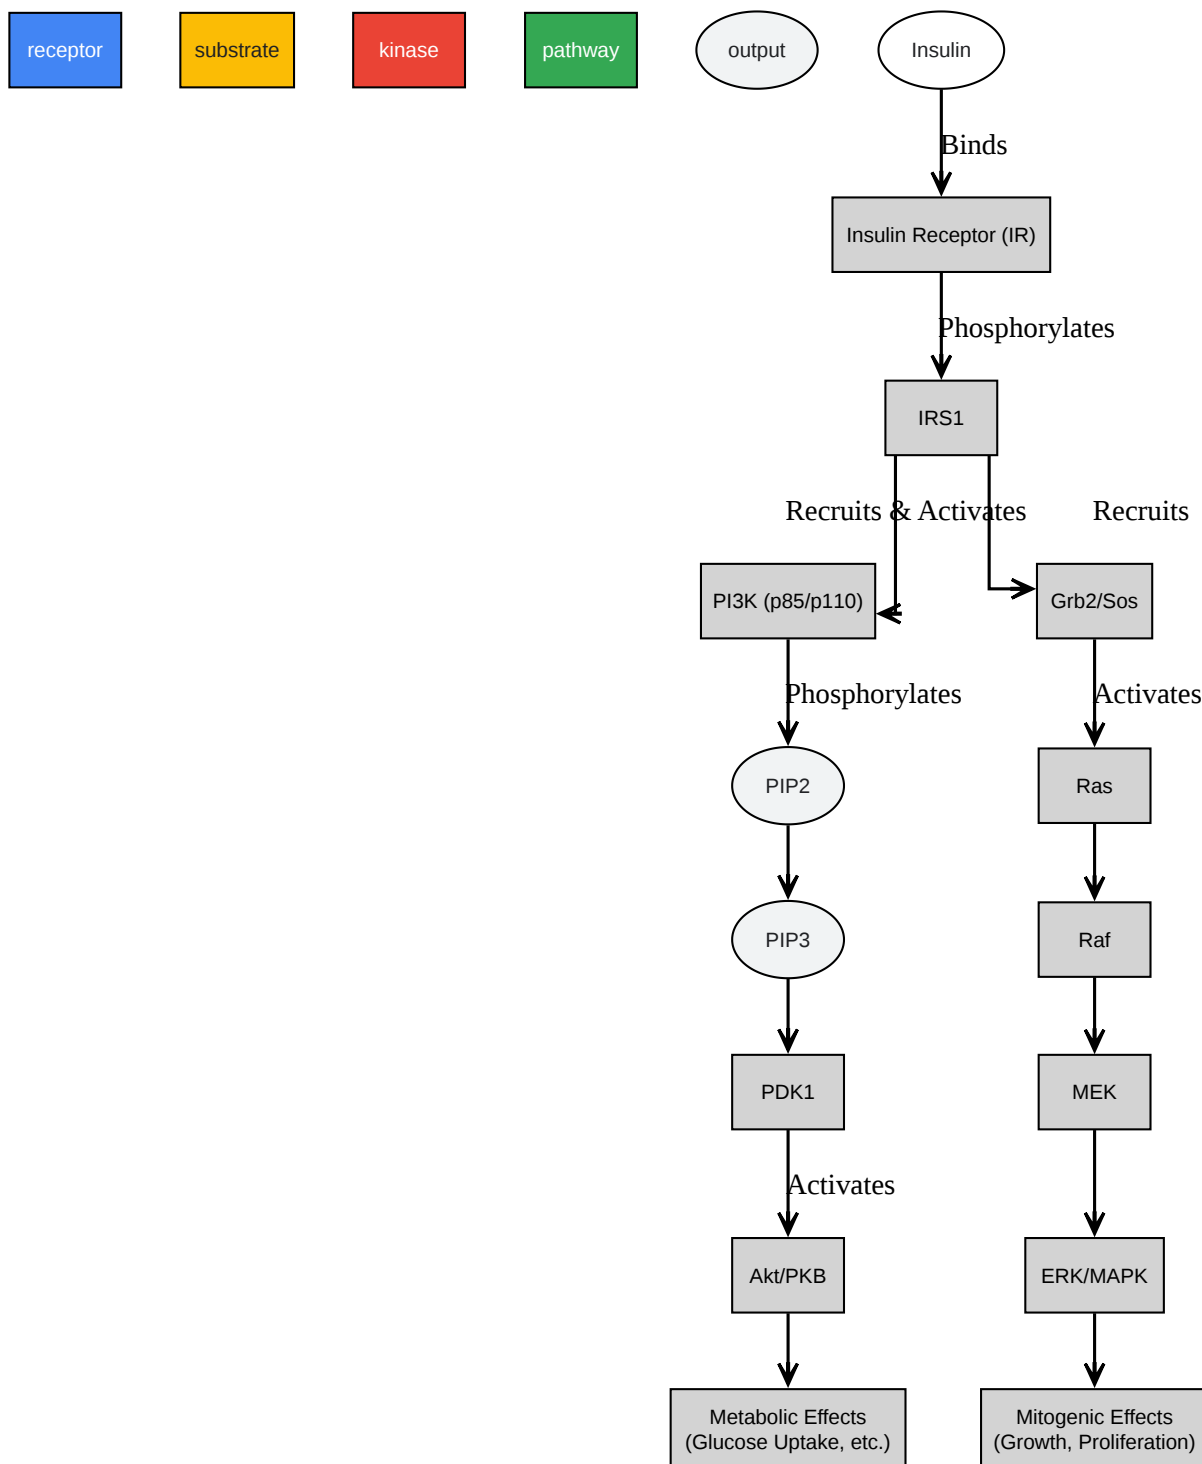 receptor
substrate
kinase
pathway
output
Insulin
Binds
Insulin Receptor (IR)
Phosphorylates
IRS1
Recruits & Activates
Recruits
PI3K (p85/p110)
Grb2/Sos
Phosphorylates
Activates
PIP2
Ras
PIP3
Raf
PDK1
MEK
Activates
Akt/PKB
ERK/MAPK
Metabolic Effects
(Glucose Uptake, etc.)
Mitogenic Effects
(Growth, Proliferation)